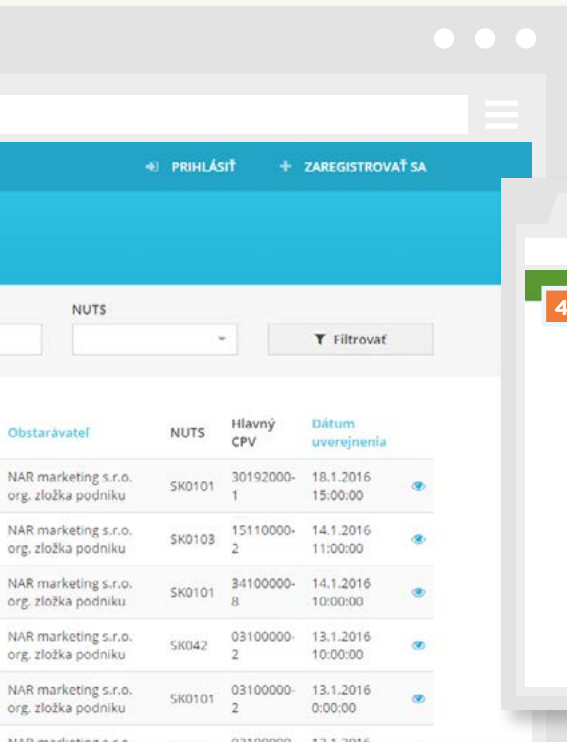 PRIHLÁSIŤ + ZAREGISTROVAŤ SA
4
NUTS
Filtrovať
Obstarávateľ NUTS Hlavný CPV Dátum uverejnenia
NAR marketing s.r.o. 30192000- 18.1.2016
org. zložka podniku SK0101 1 15:00:00
NAR marketing s.r.o. 15110000- 14.1.2016
org. zložka podniku SK0103 2 11:00:00
NAR marketing s.r.o. 34100000- 14.1.2016
org. zložka podniku SK0101 8 10:00:00
NAR marketing s.r.o. 03100000- 13.1.2016
org. zložka podniku SK042 2 10:00:00
NAR marketing s.r.o. 03100000- 13.1.2016
org. zložka podniku SK0101 2 0:00:00